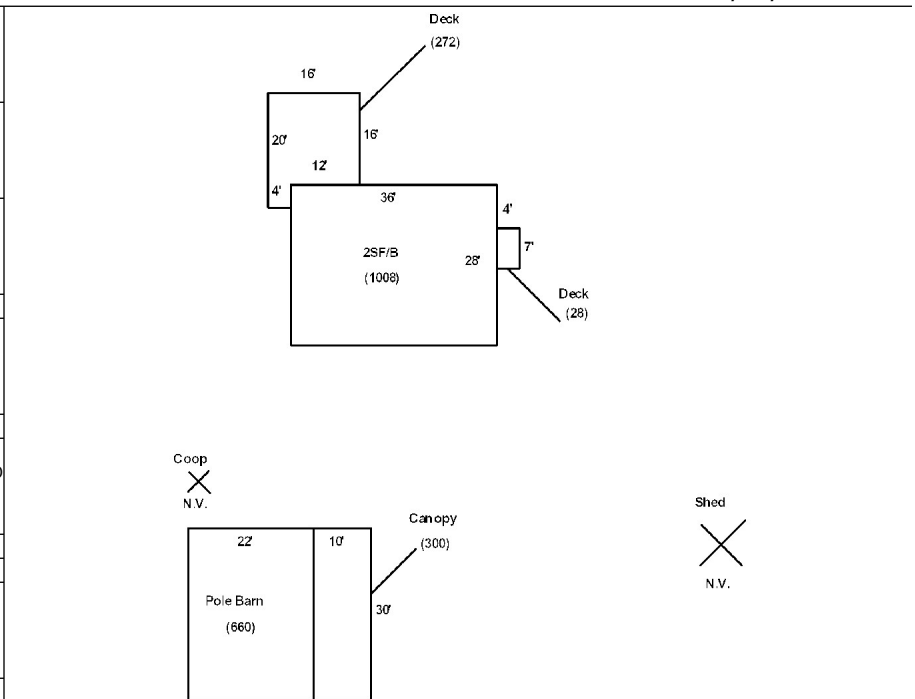 Deck
(272)
16'
20'
16'
12'
4'
36'
4'
7'
2SF/B
28'
(1008)
Deck
(28)
Coop
N.V.
Canopy
(300)
Shed
N.V.
22'
10'
Pole Barn
30'
(660)